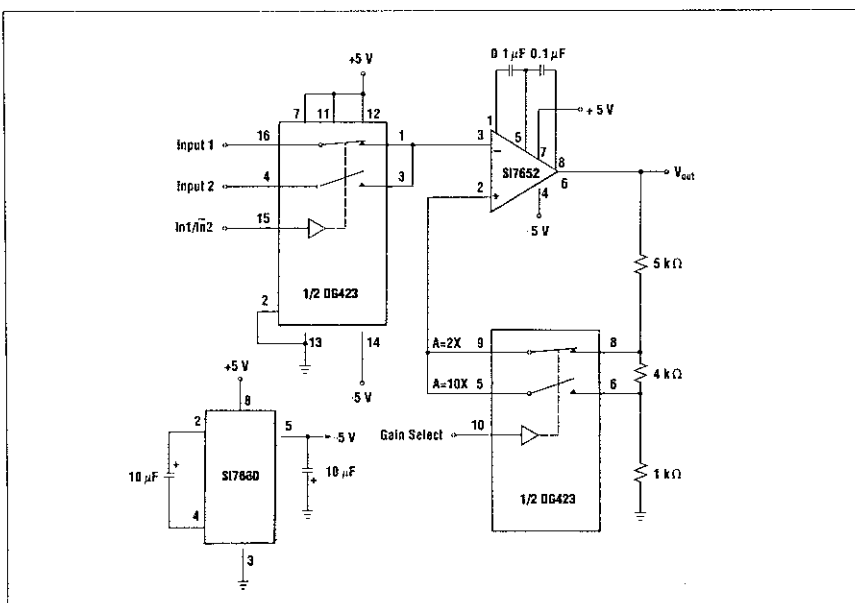 0 1 µF 0.1 µF
+5 V
+ 5 V
7 11 12
1
5
7
16 1 3
Input 1
8
SI7652
6
Vout
4 3 2
Input 2
4
15
In1/In2
5 V
5 kΩ
1/2 DG423
2
13 14
9 8
A=2X
+5 V
5 V
A=10X
5 6
4 kΩ
8
2 5
-5 V
10
Gain Select
10 µF
SI7660
10 µF
1 kΩ
4
1/2 DG423
3